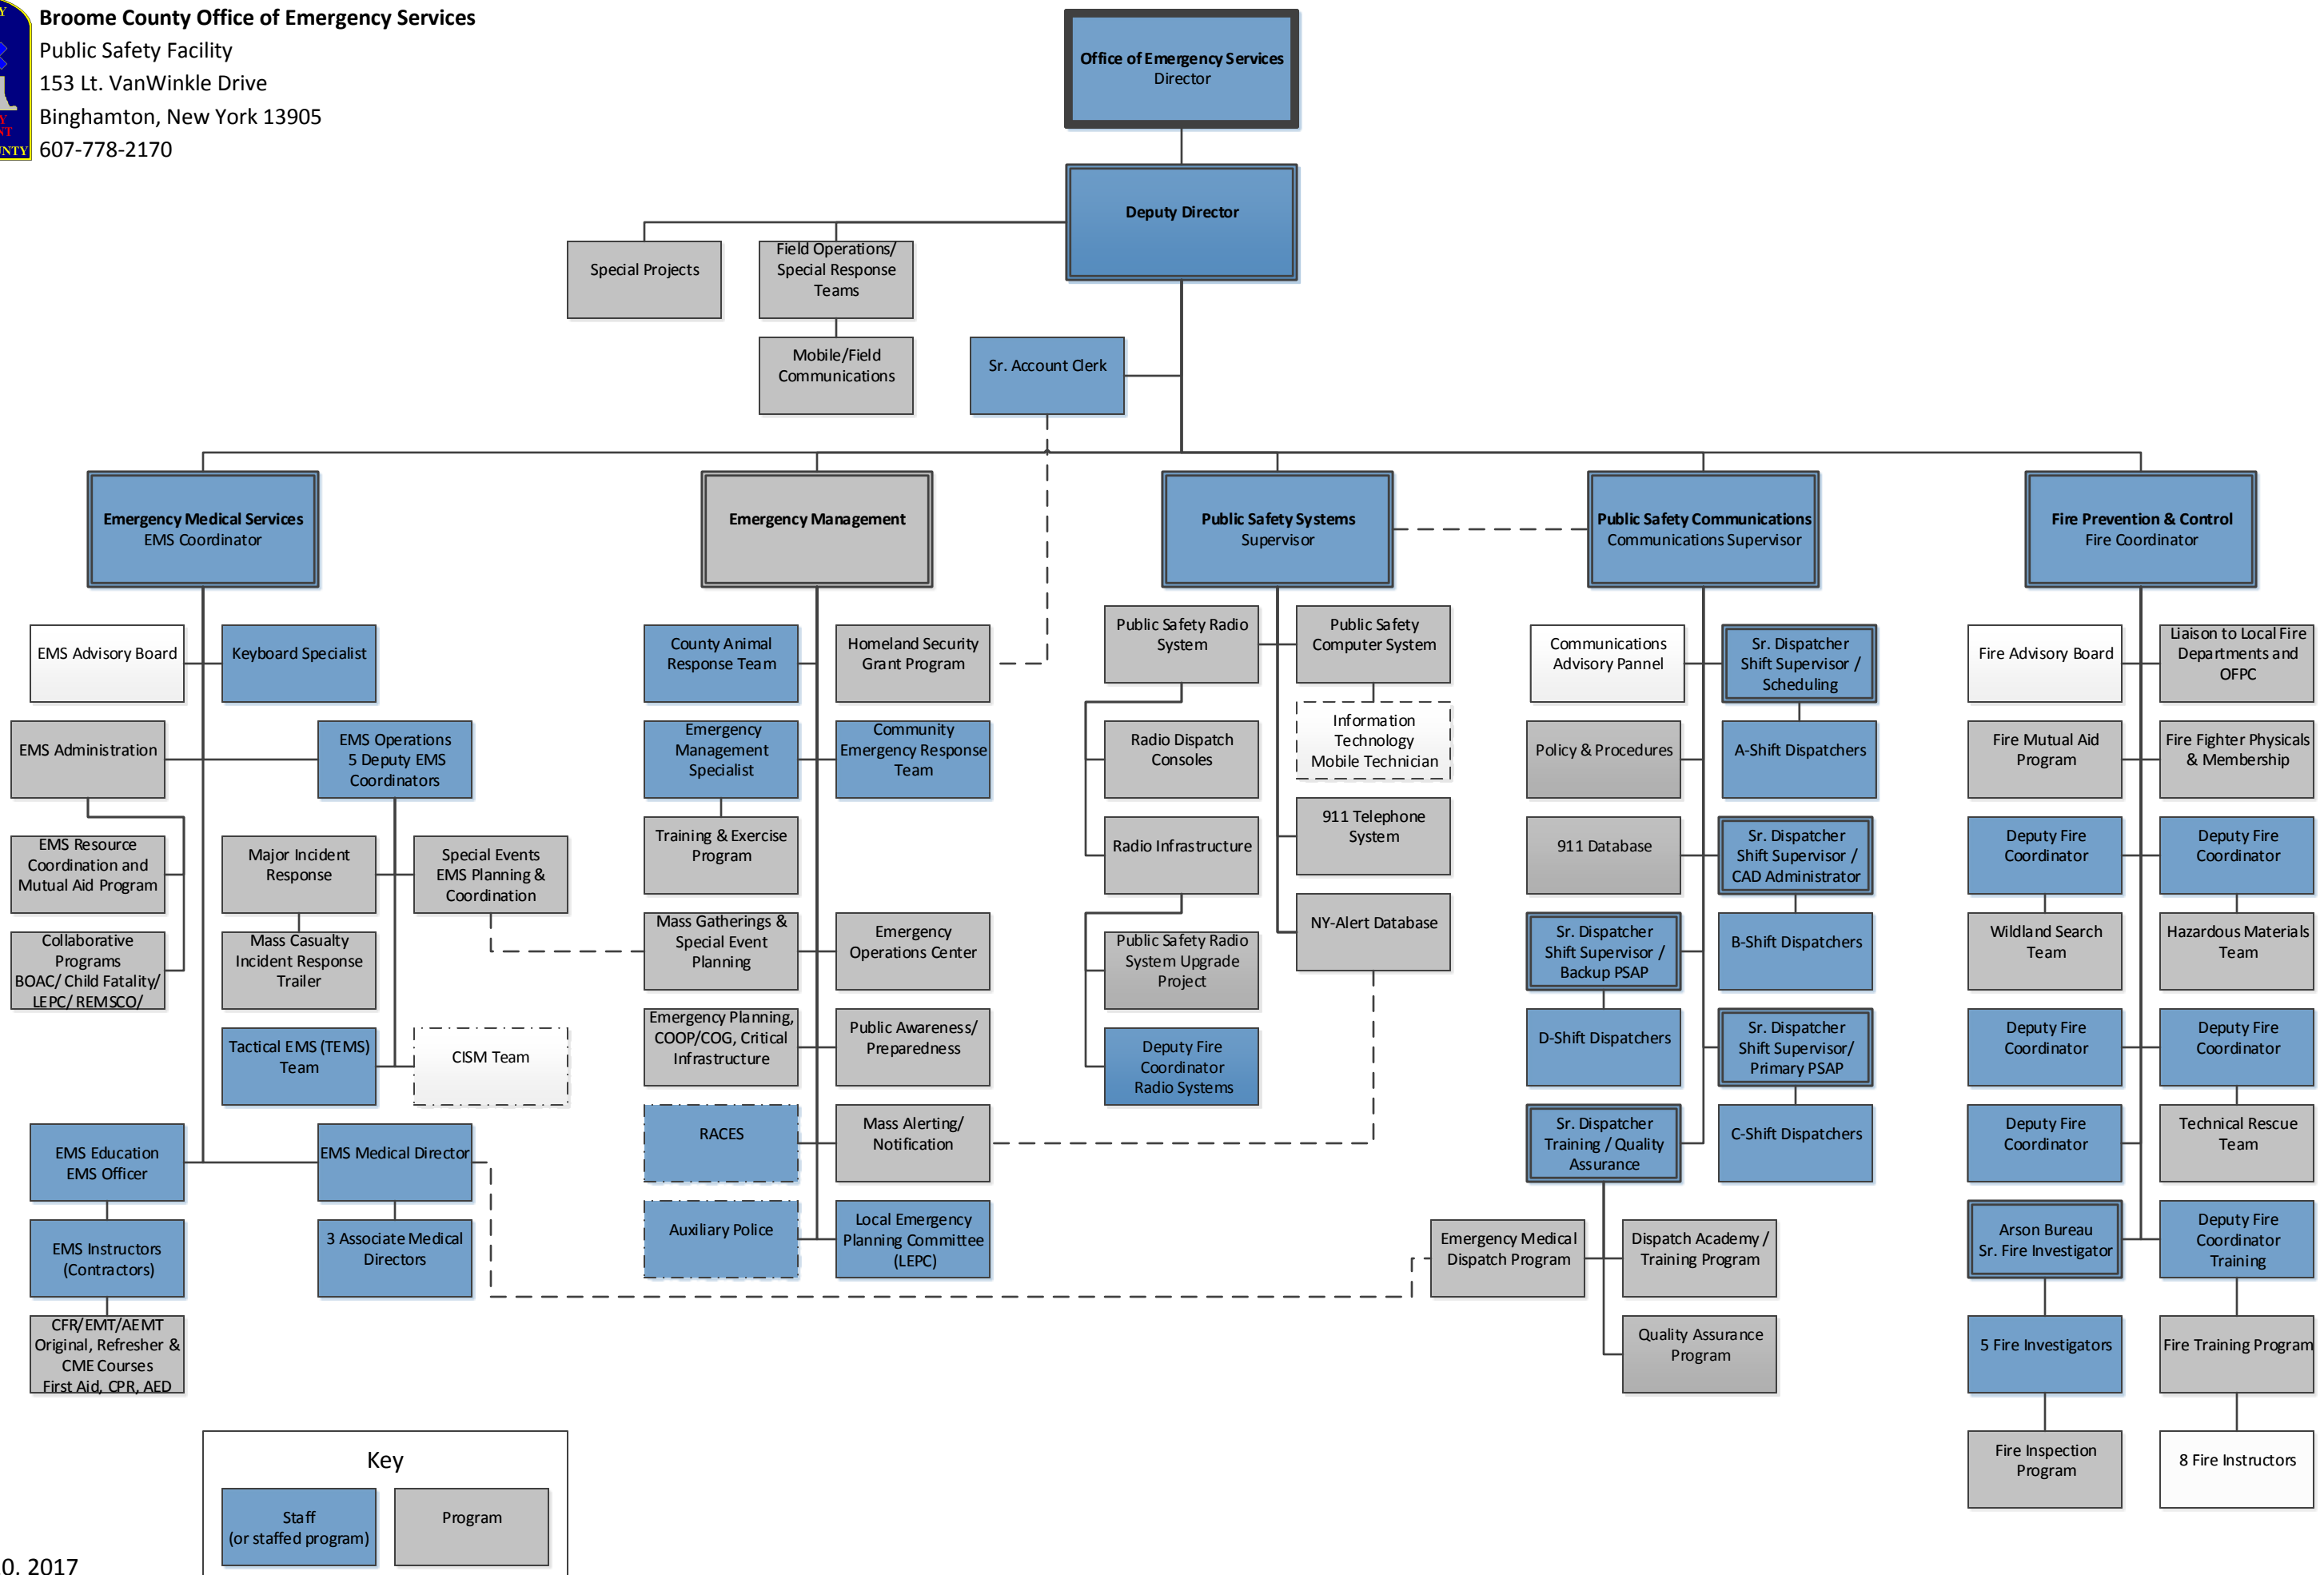 Broome County Office of Emergency Services
Public Safety Facility
153 Lt. VanWinkle Drive
Binghamton, New York 13905
607-778-2170
Office of Emergency Services
Director
Deputy Director
Special Projects
Field Operations/
Special Response
Teams
Mobile/Field
Communications
Sr. Account Clerk
Emergency Medical Services
EMS Coordinator
Emergency Management
Public Safety Systems
Supervisor
Public Safety Communications
Communications Supervisor
Fire Prevention & Control
Fire Coordinator
EMS Advisory Board
Keyboard Specialist
EMS Administration
EMS Operations
5 Deputy EMS
Coordinators
EMS Resource
Coordination and
Mutual Aid Program
Major Incident
Response
Special Events
EMS Planning &
Coordination
Collaborative
Programs
BOAC/ Child Fatality/
LEPC/ REMSCO/
Mass Casualty
Incident Response
Trailer
Tactical EMS (TEMS)
Team
CISM Team
EMS Education
EMS Officer
EMS Medical Director
EMS Instructors
(Contractors)
3 Associate Medical
Directors
CFR/EMT/AEMT
Original, Refresher &
CME Courses
First Aid, CPR, AED
County Animal
Response Team
Homeland Security
Grant Program
Emergency
Management
Specialist
Community
Emergency Response
Team
Training & Exercise
Program
Mass Gatherings &
Special Event
Planning
Emergency
Operations Center
Emergency Planning,
COOP/COG, Critical
Infrastructure
Public Awareness/
Preparedness
RACES
Mass Alerting/
Notification
Auxiliary Police
Local Emergency
Planning Committee
(LEPC)
Public Safety Radio
System
Public Safety
Computer System
Radio Dispatch
Consoles
Information
Technology
Mobile Technician
Radio Infrastructure
911 Telephone
System
Public Safety Radio
System Upgrade
Project
NY-Alert Database
Deputy Fire
Coordinator
Radio Systems
Communications
Advisory Pannel
Sr. Dispatcher
Shift Supervisor /
Scheduling
Policy & Procedures
A-Shift Dispatchers
911 Database
Sr. Dispatcher
Shift Supervisor /
CAD Administrator
Sr. Dispatcher
Shift Supervisor /
Backup PSAP
B-Shift Dispatchers
D-Shift Dispatchers
Sr. Dispatcher
Shift Supervisor/
Primary PSAP
Sr. Dispatcher
Training / Quality
Assurance
C-Shift Dispatchers
Emergency Medical
Dispatch Program
Dispatch Academy /
Training Program
Quality Assurance
Program
Fire Advisory Board
Liaison to Local Fire
Departments and
OFPC
Fire Mutual Aid
Program
Fire Fighter Physicals
& Membership
Deputy Fire
Coordinator
Deputy Fire
Coordinator
Wildland Search
Team
Hazardous Materials
Team
Deputy Fire
Coordinator
Deputy Fire
Coordinator
Deputy Fire
Coordinator
Technical Rescue
Team
Arson Bureau
Sr. Fire Investigator
Deputy Fire
Coordinator
Training
5 Fire Investigators
Fire Training Program
Fire Inspection
Program
8 Fire Instructors
Key
Staff
(or staffed program)
Program
0, 2017